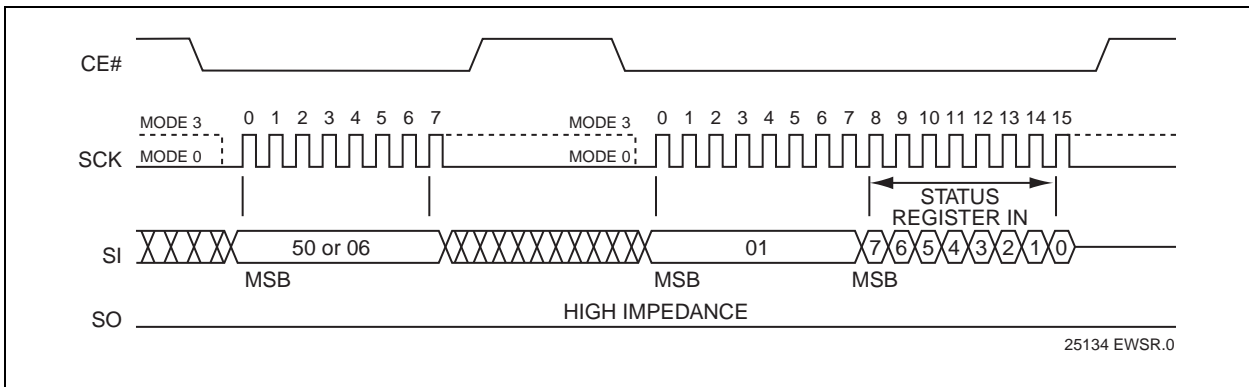 CE#
MODE 3 0 1 2 3 4 5 6 7 MODE 3 0 1 2 3 4 5 6 7 8 9 10 11 12 13 14 15
SCK MODE 0 MODE 0
STATUS
REGISTER IN
SI 50 or 06 01 7 6 5 4 3 2 1 0
MSB MSB MSB
SO HIGH IMPEDANCE
25134 EWSR.0